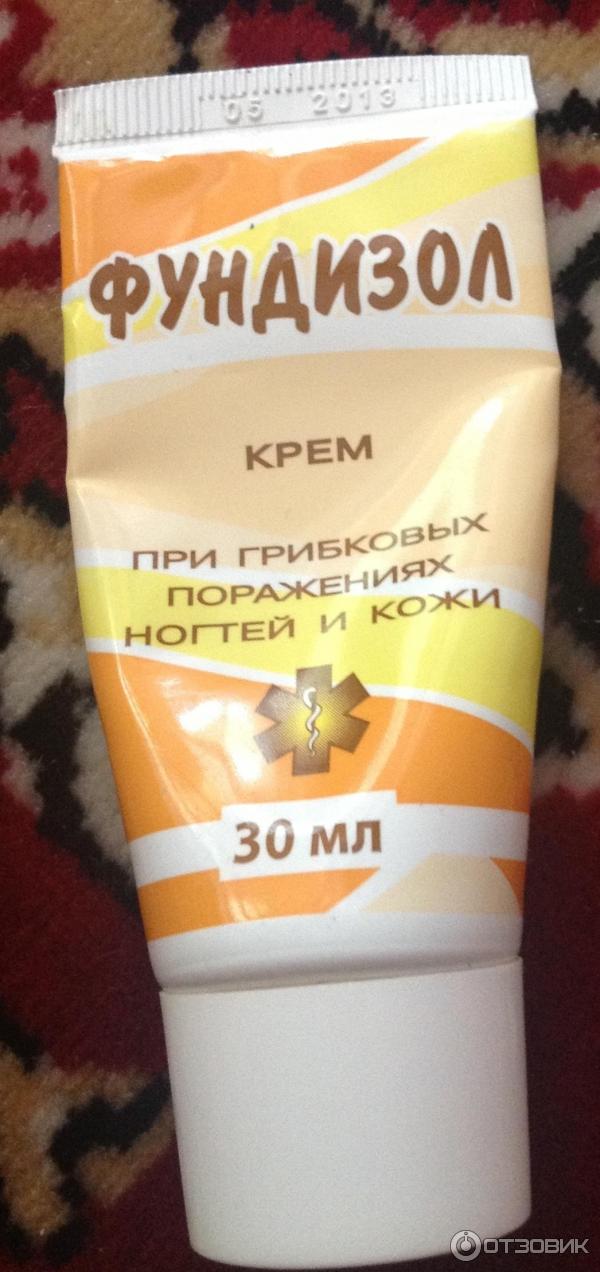 05 2013
ФУНДИЗОЛ
КРЕМ
ПРИ ГРИБКОВЫХ
ПОРАЖЕНИЯХ
НОГТЕЙ И КОЖИ
30 мл
ОТЗОВИК